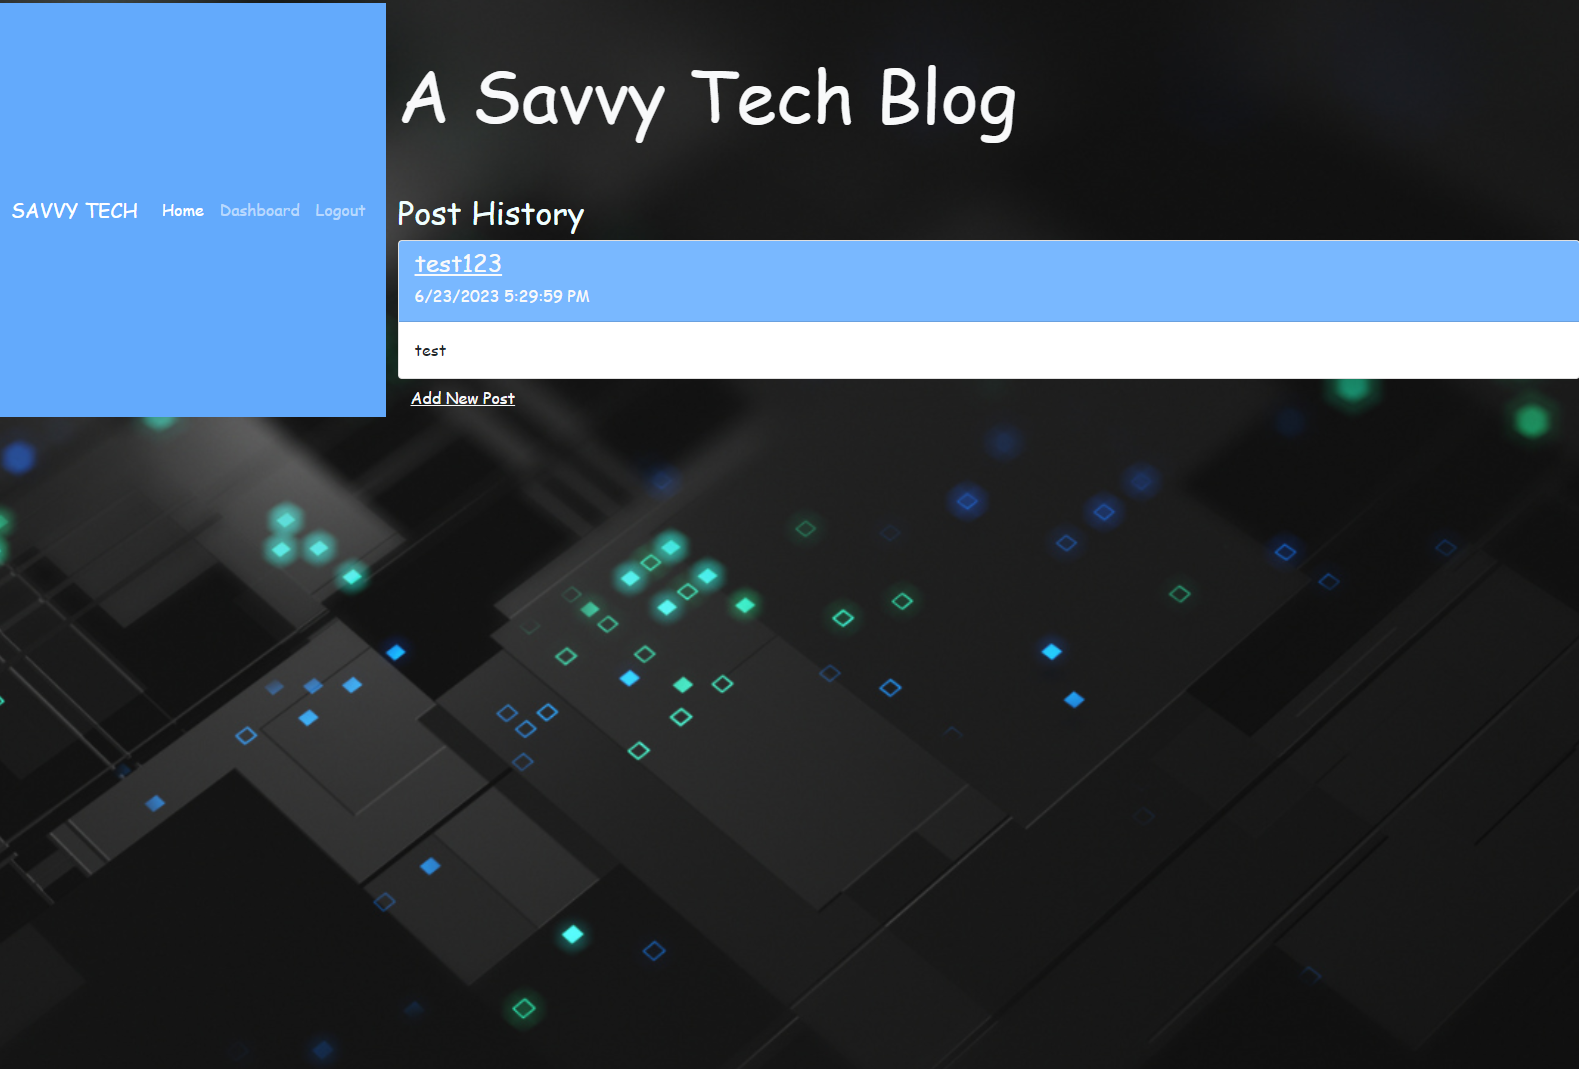 A Savvy Tech Blog
SAVVY TECH Home Dashboard Logout
Post History
test123
6/23/2023 5:29:59 PM
test
Add New Post